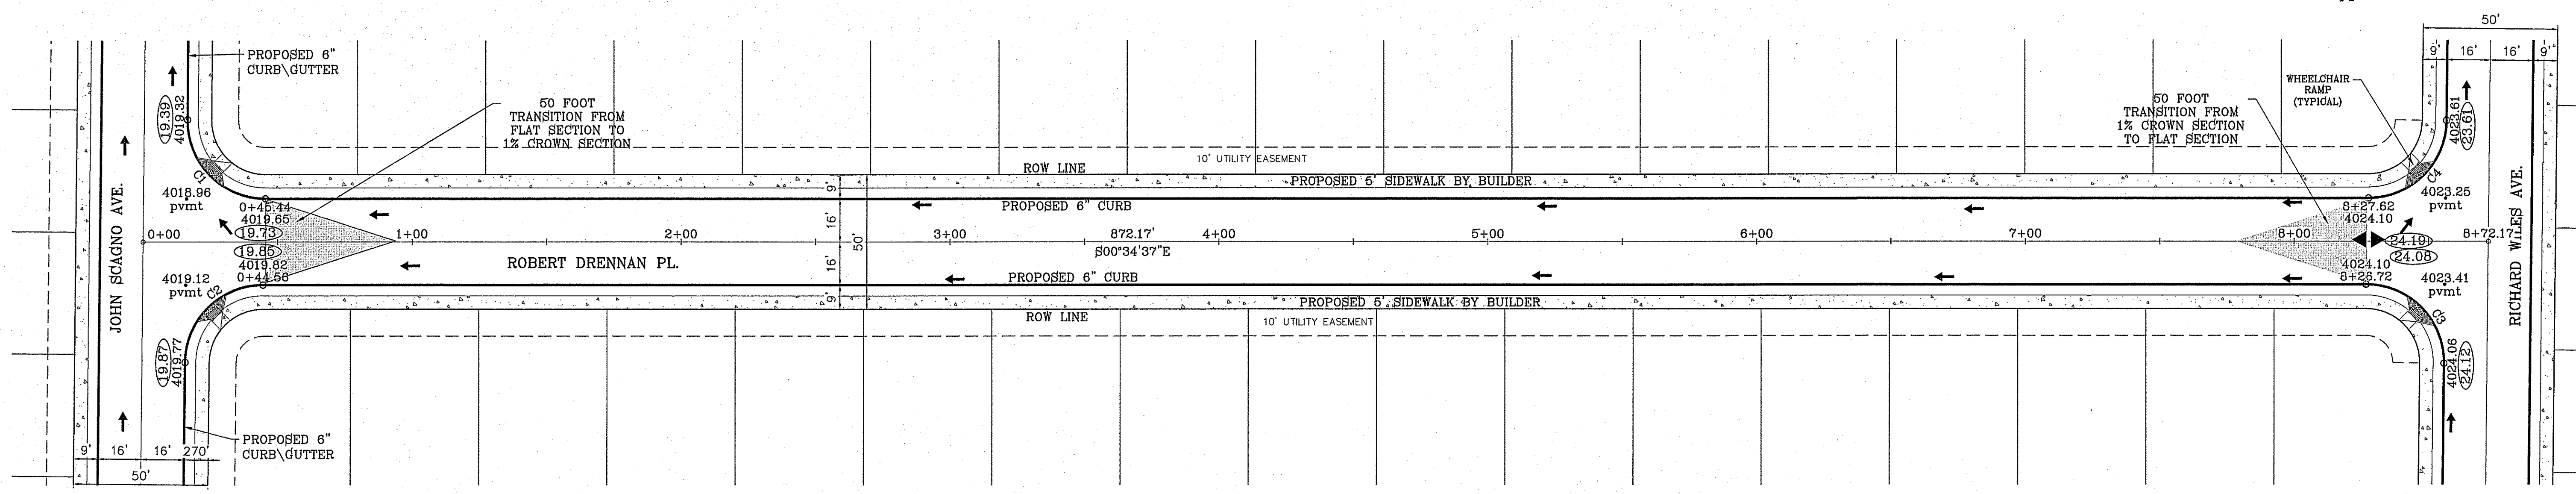 50'
9' 16' 16' 9'
PROPOSED 6"
CURB\GUTTER
19.39
4019.32
50 FOOT
TRANSITION FROM
FLAT SECTION TO
1% CROWN SECTION
WHEELCHAIR
RAMP
(TYPICAL)
50 FOOT
TRANSITION FROM
1% CROWN SECTION
TO FLAT SECTION
4023.61
23.61
10' UTILITY EASEMENT
ROW LINE
PROPOSED 5' SIDEWALK BY BUILDER
C1
C4
4018.96
pvmt
4023.25
pvmt
9'
PROPOSED 6" CURB
0+45.44
4019.65
19.73
8+27.62
4024.10
16'
0+00 1+00 2+00 3+00 872.17' 4+00 5+00 6+00 7+00 8+00 8+72.17
50'
S00°34'37"E
24.19
24.08
19.85
4019.82
0+44.56
ROBERT DRENNAN PL.
16'
4024.10
8+26.72
4019.12
pvmt
4023.41
pvmt
PROPOSED 6" CURB
C2
C3
9'
PROPOSED 5' SIDEWALK BY BUILDER
ROW LINE
10' UTILITY EASEMENT
JOHN SCAGNO AVE.
RICHARD WILES AVE.
19.87
4019.77
4024.06
24.12
PROPOSED 6"
CURB\GUTTER
9' 16' 16' 270'
50'